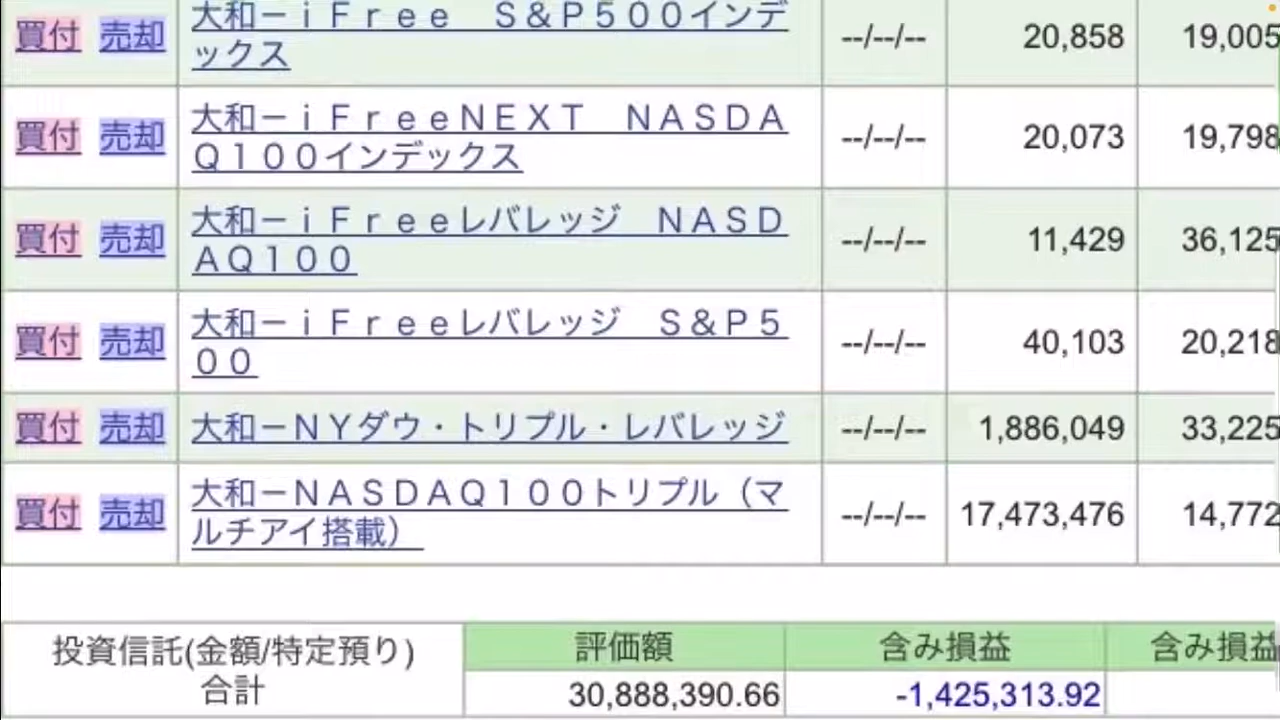 買付 売却 大和－ｉＦｒｅｅ　Ｓ＆Ｐ５００インデ
ックス --/--/-- 20,858 19,005
買付 売却 大和－ｉＦｒｅｅＮＥＸＴ　ＮＡＳＤＡ
Ｑ１００インデックス --/--/-- 20,073 19,798
買付 売却 大和－ｉＦｒｅｅレバレッジ　ＮＡＳＤ
ＡＱ１００ --/--/-- 11,429 36,125
買付 売却 大和－ｉＦｒｅｅレバレッジ　Ｓ＆Ｐ５
００ --/--/-- 40,103 20,218
買付 売却 大和－ＮＹダウ・トリプル・レバレッジ --/--/-- 1,886,049 33,225
買付 売却 大和－ＮＡＳＤＡＱ１００トリプル（マ
ルチアイ搭載） --/--/-- 17,473,476 14,772
投資信託(金額/特定預り) 評価額 含み損益 含み損益
合計 30,888,390.66 -1,425,313.92